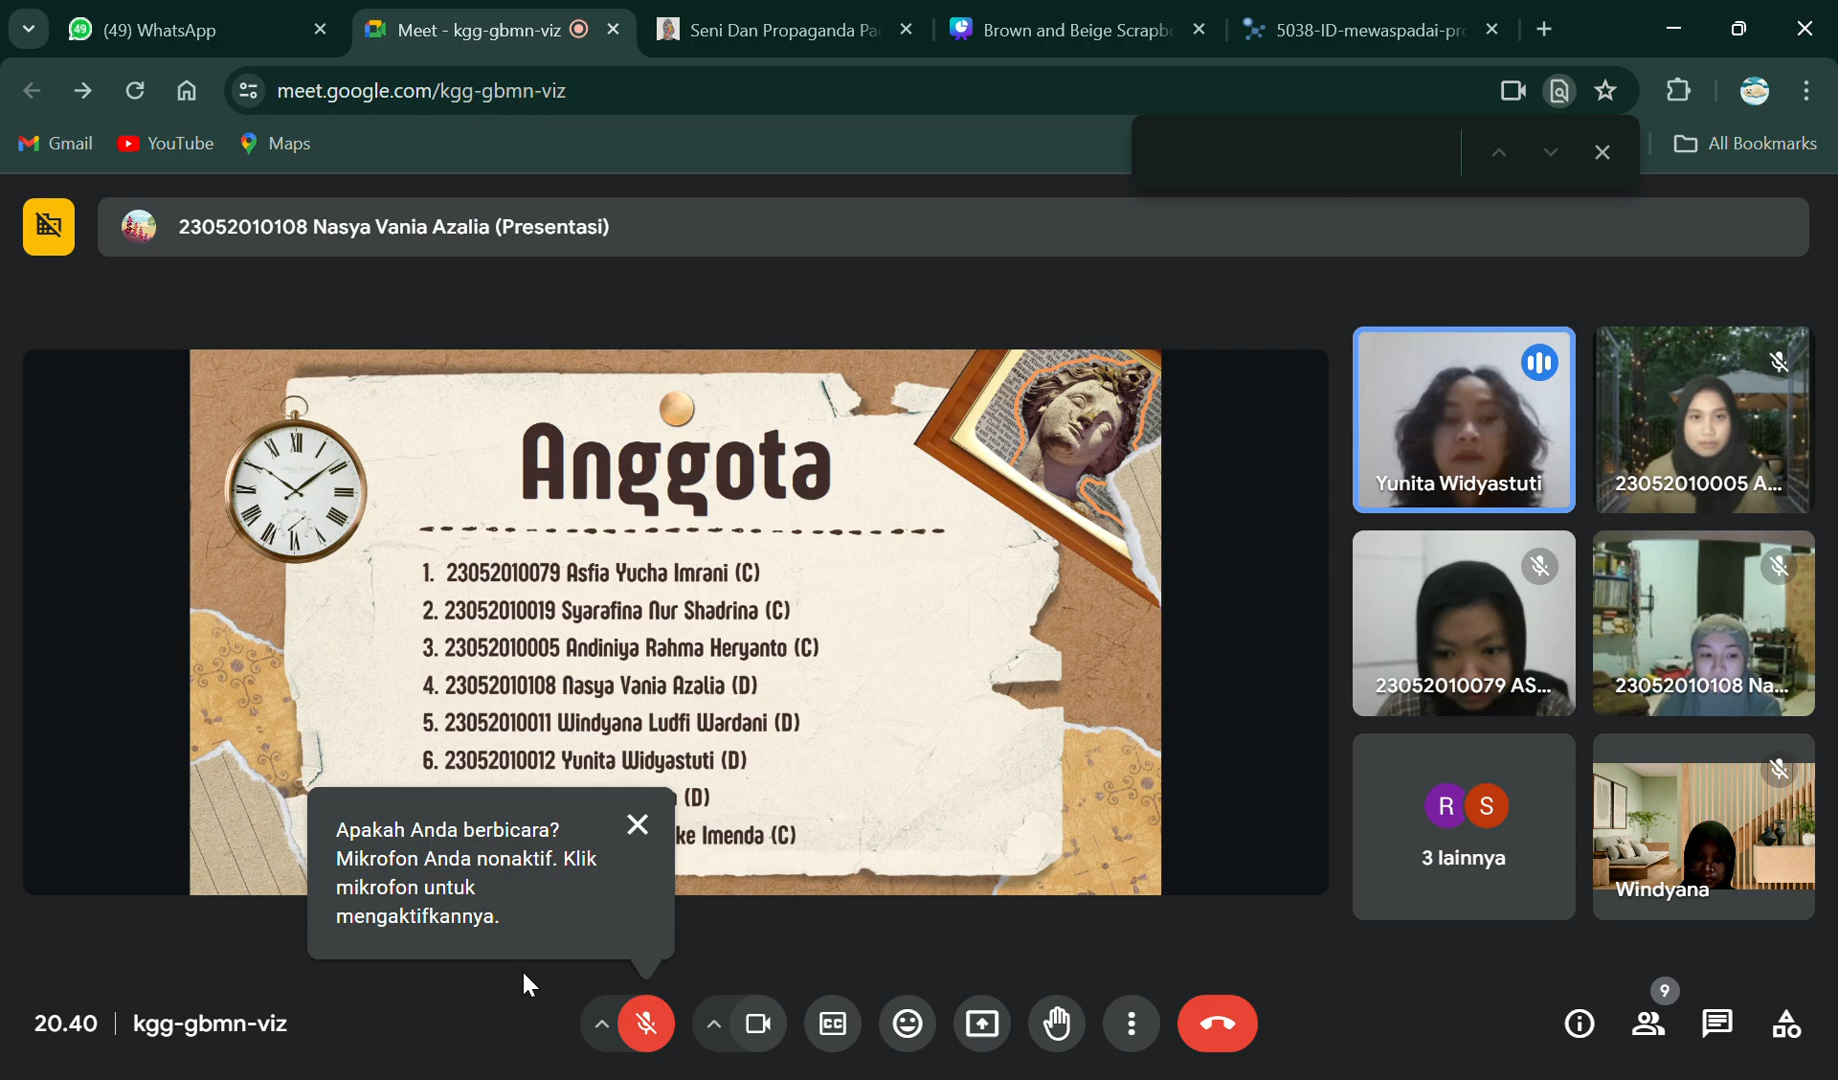 (49) WhatsApp
Meet - kgg-gbmn-viz
Seni Dan Propaganda Pa
Brown and Beige Scrapb
5038-ID-mewaspadai-pr
meet.google.com/kgg-gbmn-viz
Gmail
YouTube
Maps
All Bookmarks
23052010108 Nasya Vania Azalia (Presentasi)
Anggota
1. 23052010079 Asfia Yucha Imrani (C)
2. 23052010019 Syarafina Nur Shadrina (C)
3. 23052010005 Andiniya Rahma Heryanto (C)
4. 23052010108 Nasya Vania Azalia (D)
5. 23052010011 Windyana Ludfi Wardani (D)
6. 23052010012 Yunita Widyastuti (D)
(D)
ke Imenda (C)
Apakah Anda berbicara?
Mikrofon Anda nonaktif. Klik
mikrofon untuk
mengaktifkannya.
Yunita Widyastuti
23052010005 A...
23052010079 AS...
23052010108 Na...
R S
3 lainnya
Windyana
20.40
kgg-gbmn-viz
CC
9